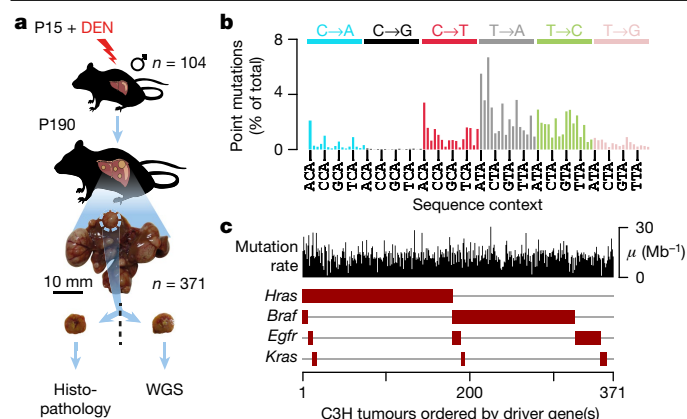 a
P15 + DEN
♂ n = 104
P190
10 mm
n = 371
Histo-
pathology
WGS
b
C→A C→G C→T T→A T→C T→G
Point mutations
(% of total)
8
4
0
ACA CCA GCA TCA ACA CCA GCA TCA ACA CCA GCA TCA ATA CTA GTA TTA ATA CTA GTA TTA ATA CTA GTA TTA
Sequence context
c
Mutation
rate
30
μ (Mb⁻¹)
0
Hras
Braf
Egfr
Kras
1 200 371
C3H tumours ordered by driver gene(s)